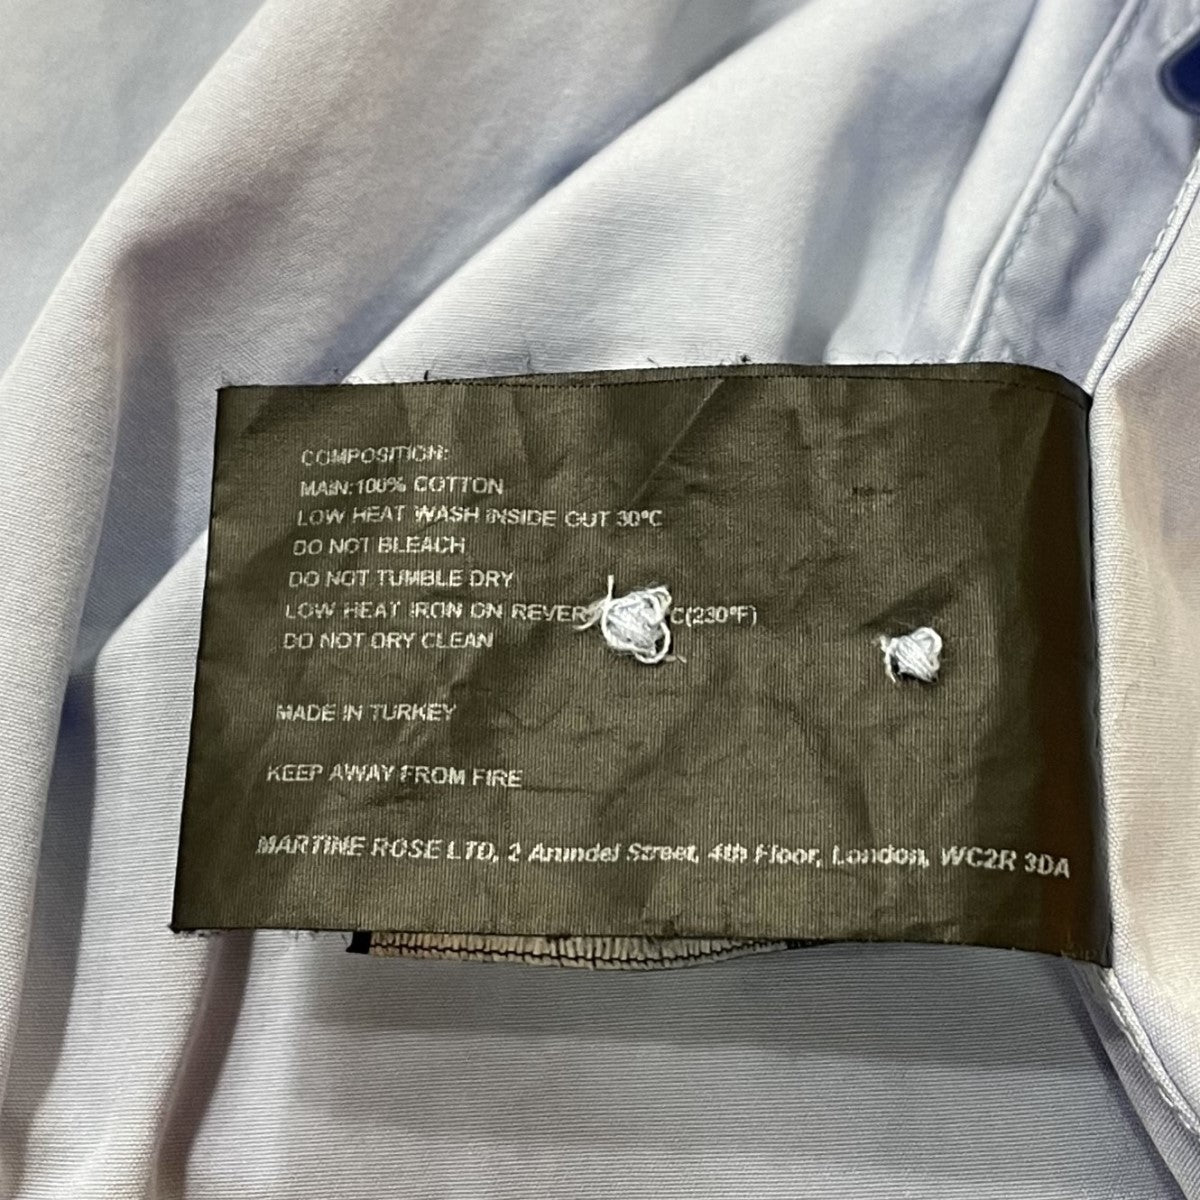 COMPOSITION:
MAIN:100% COTTON
LOW HEAT WASH INSIDE OUT 30°C
DO NOT BLEACH
DO NOT TUMBLE DRY
LOW HEAT IRON ON REVER C(230°F)
DO NOT DRY CLEAN
MADE IN TURKEY
KEEP AWAY FROM FIRE
MARTINE ROSE LTD, 2 Arundel Street, 4th Floor, London, WC2R 3DA